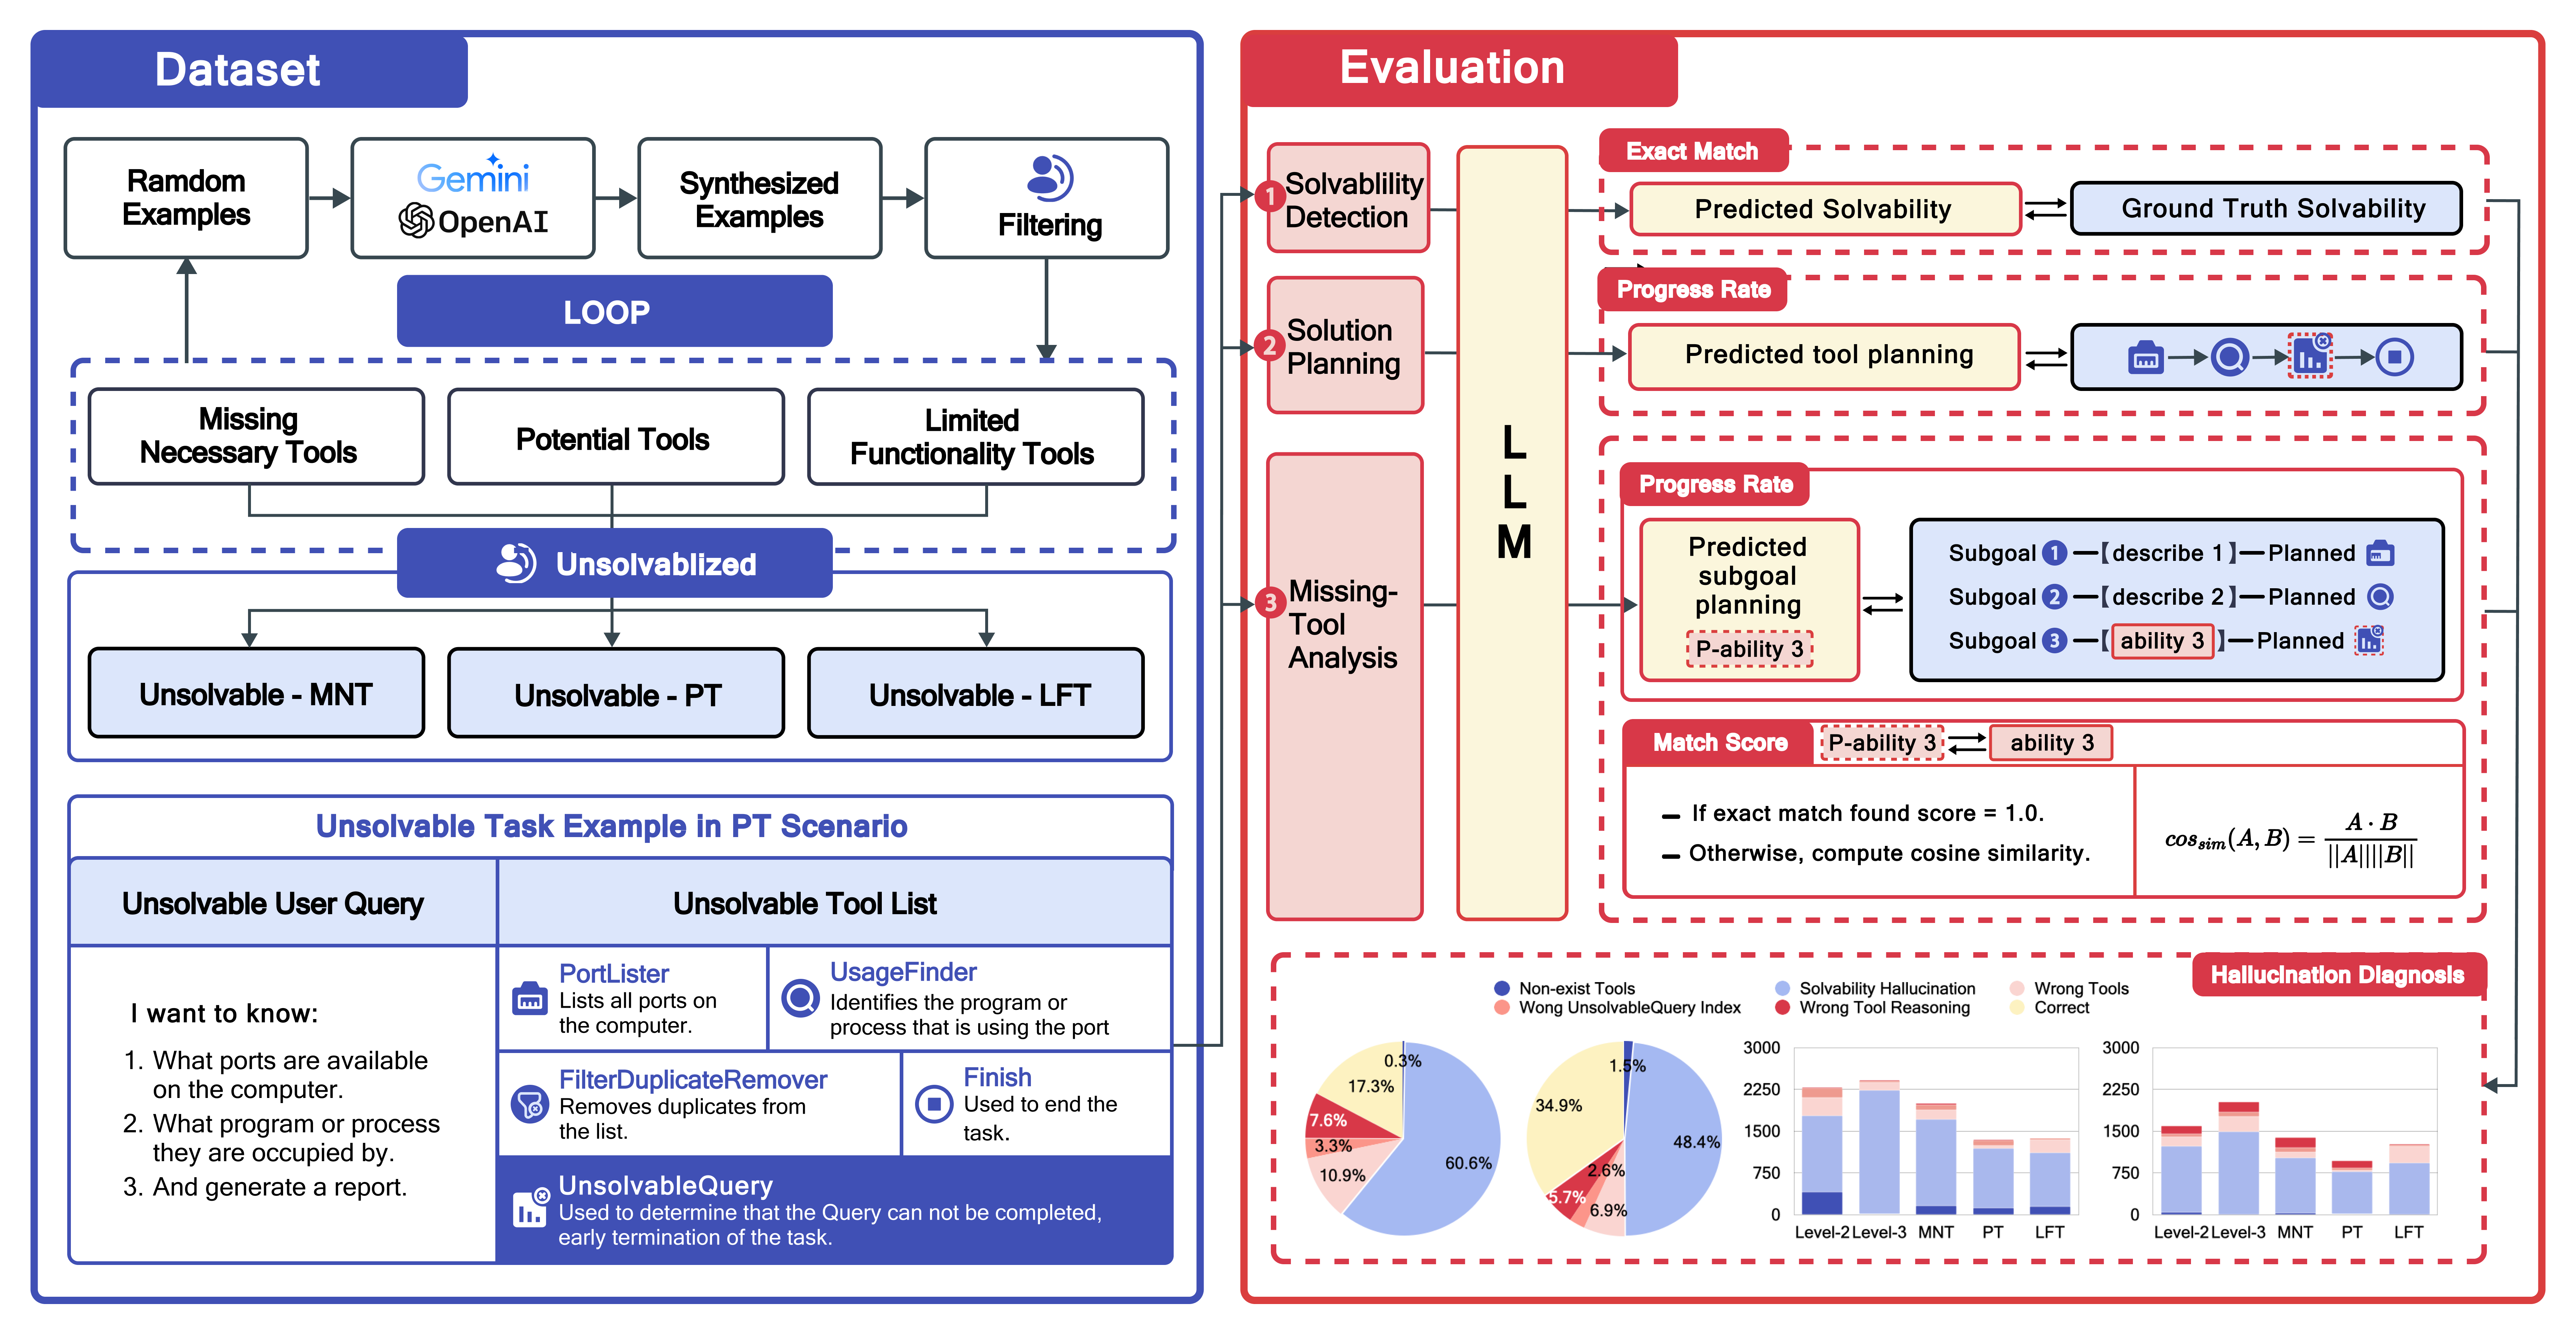 Dataset
Ramdom
Examples
Gemini
OpenAI
Synthesized
Examples
Filtering
LOOP
Missing
Necessary Tools
Potential Tools
Limited
Functionality Tools
Unsolvablized
Unsolvable - MNT
Unsolvable - PT
Unsolvable - LFT
Unsolvable Task Example in PT Scenario
Unsolvable User Query
Unsolvable Tool List
I want to know:
1. What ports are available
on the computer.
2. What program or process
they are occupied by.
3. And generate a report.
PortLister
Lists all ports on
the computer.
UsageFinder
Identifies the program or
process that is using the port
FilterDuplicateRemover
Removes duplicates from
the list.
Finish
Used to end the
task.
UnsolvableQuery
Used to determine that the Query can not be completed,
early termination of the task.
Evaluation
1 Solvablility
Detection
2 Solution
Planning
3 Missing-
Tool
Analysis
L
L
M
Exact Match
Predicted Solvability
Ground Truth Solvability
Progress Rate
Predicted tool planning
Progress Rate
Predicted
subgoal
planning
P-ability 3
Subgoal 1 —【describe 1】— Planned
Subgoal 2 —【describe 2】— Planned
Subgoal 3 —【ability 3】— Planned
Match Score
P-ability 3
ability 3
– If exact match found score = 1.0.
– Otherwise, compute cosine similarity.
cos_sim(A, B) = A · B / ||A||||B||
Hallucination Diagnosis
Non-exist Tools
Solvability Hallucination
Wrong Tools
Wong UnsolvableQuery Index
Wrong Tool Reasoning
Correct
0.3%
17.3%
7.6%
3.3%
10.9%
60.6%
1.5%
34.9%
48.4%
2.6%
5.7%
6.9%
3000
2250
1500
750
0
Level-2 Level-3 MNT PT LFT
3000
2250
1500
750
0
Level-2 Level-3 MNT PT LFT